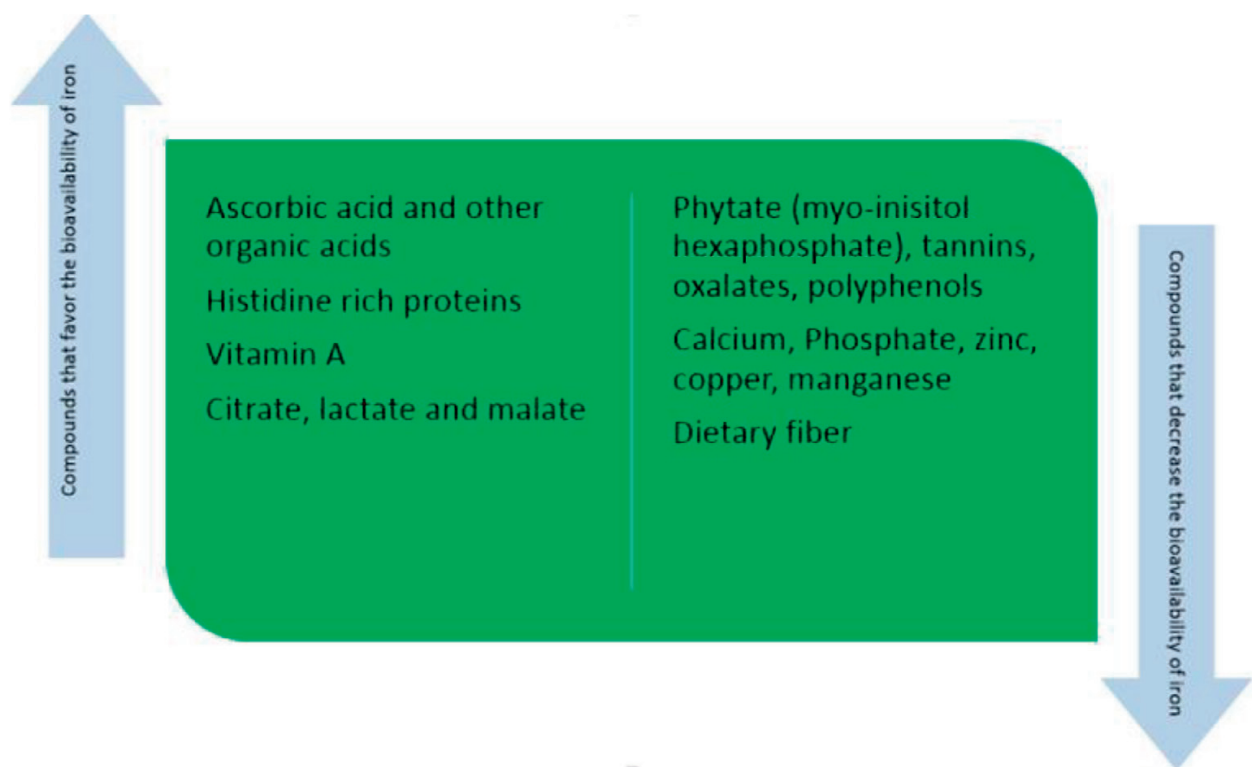 Compounds that favor the bioavailability of iron
Ascorbic acid and other
organic acids
Histidine rich proteins
Vitamin A
Citrate, lactate and malate
Phytate (myo-inisitol
hexaphosphate), tannins,
oxalates, polyphenols
Calcium, Phosphate, zinc,
copper, manganese
Dietary fiber
Compounds that decrease the bioavailability of iron